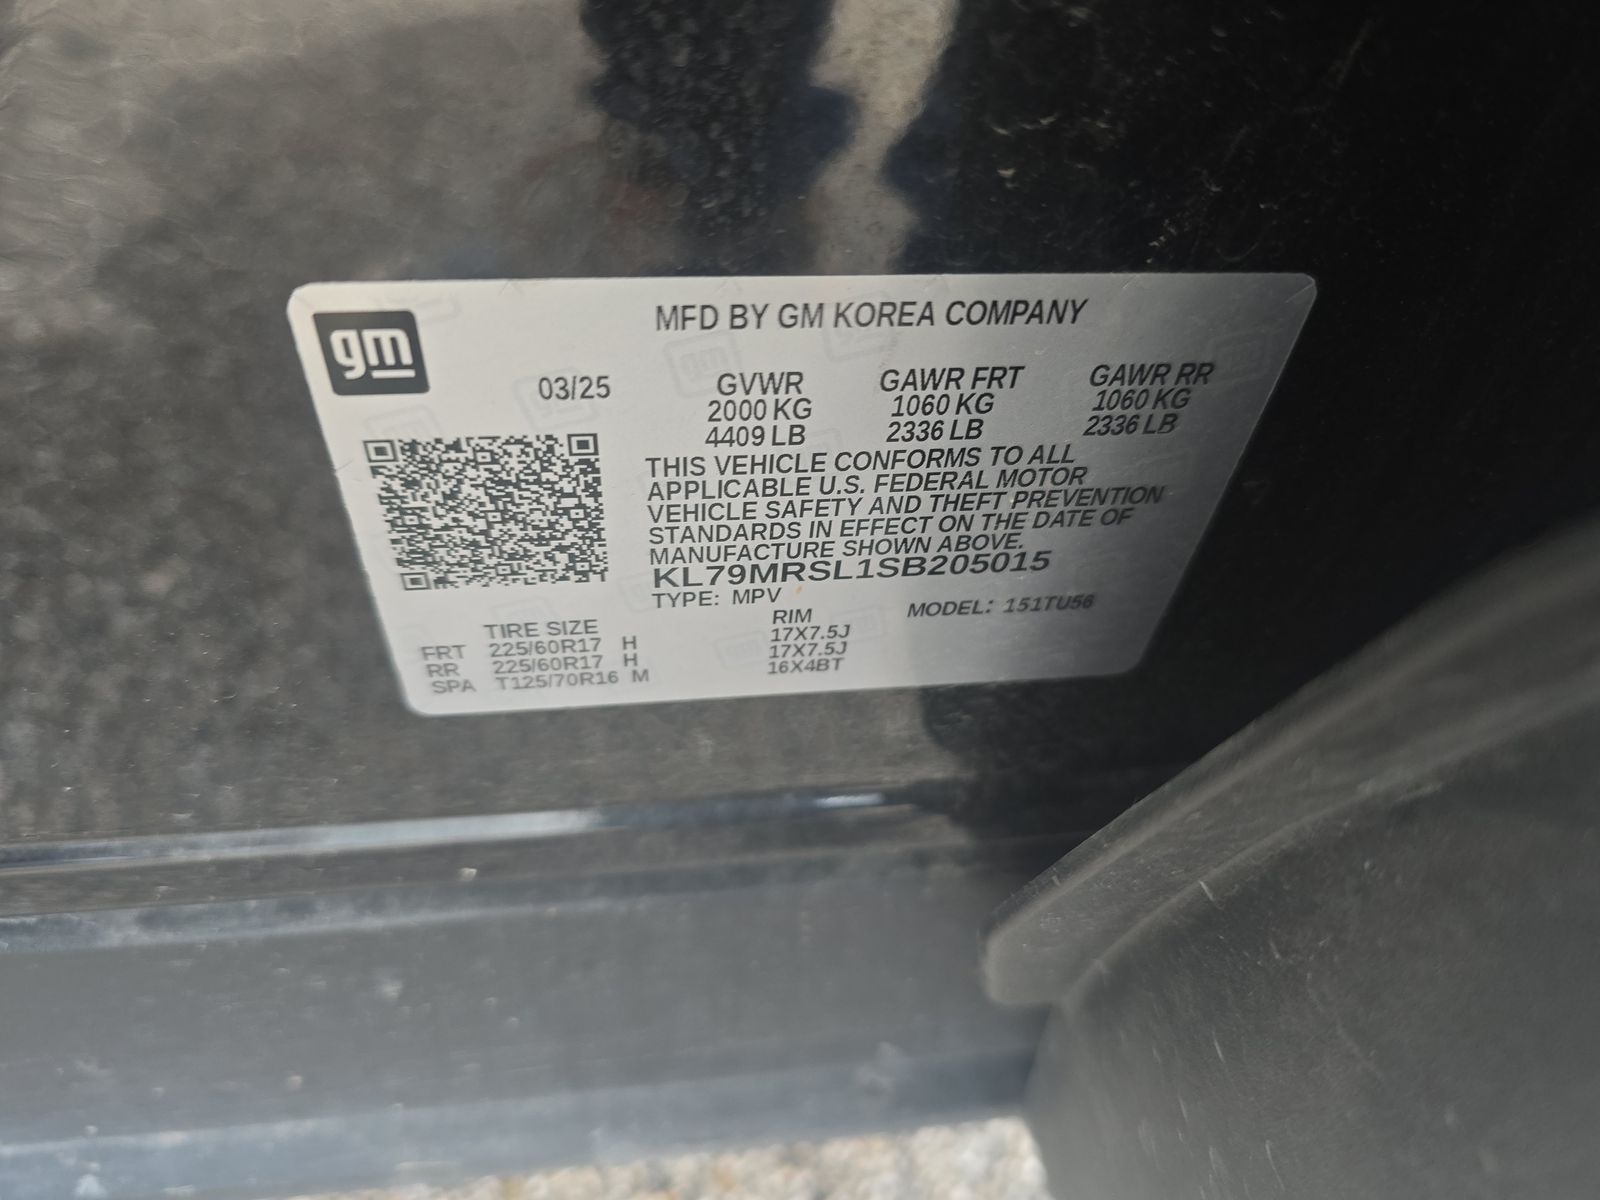 gm
MFD BY GM KOREA COMPANY
03/25 GVWR GAWR FRT GAWR RR
2000 KG 1060 KG 1060 KG
4409 LB 2336 LB 2336 LB
THIS VEHICLE CONFORMS TO ALL
APPLICABLE U.S. FEDERAL MOTOR
VEHICLE SAFETY AND THEFT PREVENTION
STANDARDS IN EFFECT ON THE DATE OF
MANUFACTURE SHOWN ABOVE.
KL79MRSL1SB205015
TYPE: MPV MODEL: 151TU56
TIRE SIZE RIM
FRT 225/60R17 H 17X7.5J
RR 225/60R17 H 17X7.5J
SPA T125/70R16 M 16X4BT